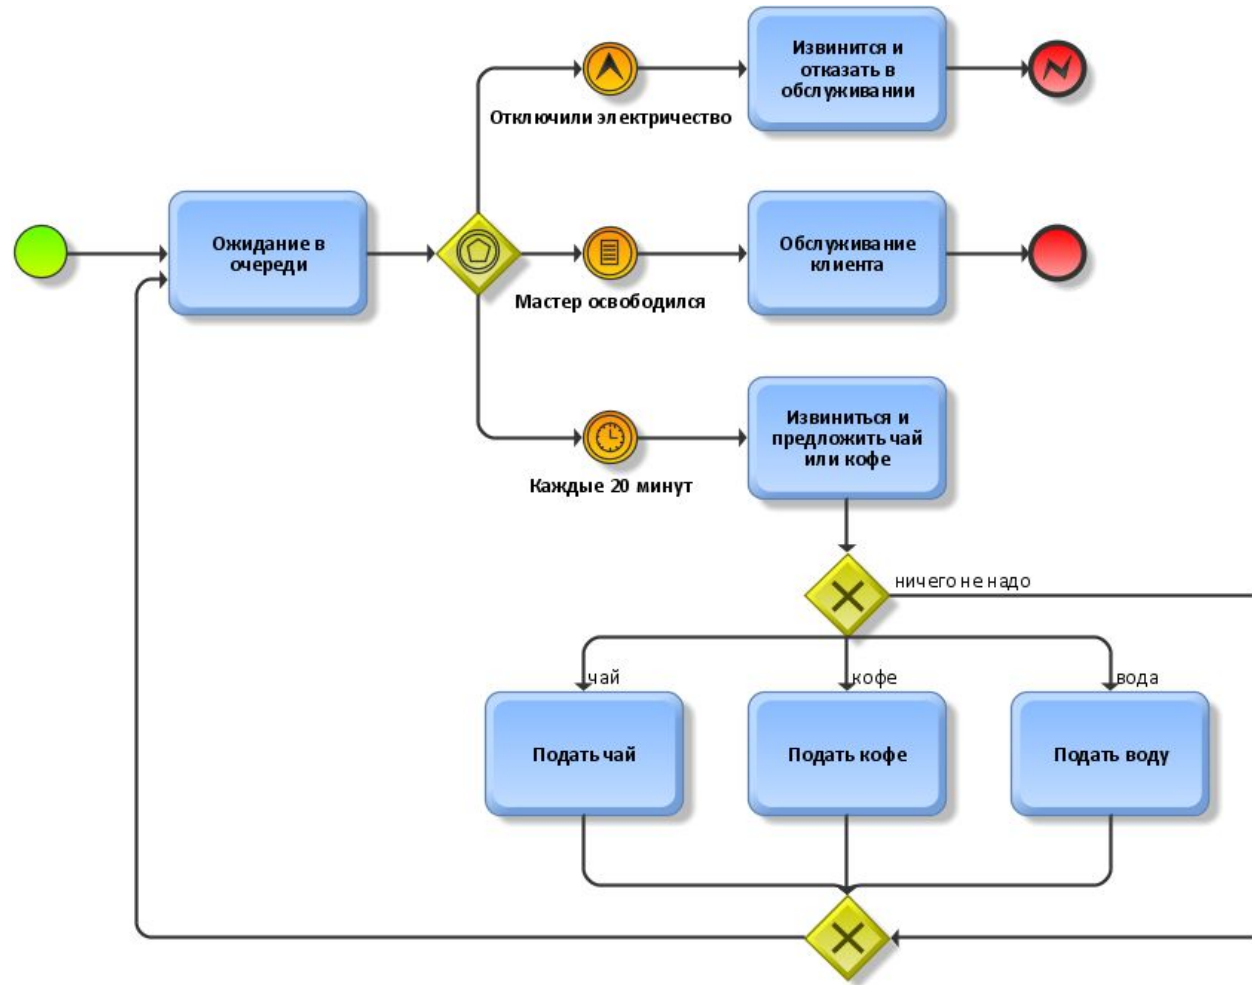 Извинится и
отказать в
обслуживании
Отключили электричество
Ожидание в
очереди
Обслуживание
клиента
Мастер освободился
Извиниться и
предложить чай
или кофе
Каждые 20 минут
ничего не надо
чай
кофе
вода
Подать чай
Подать кофе
Подать воду